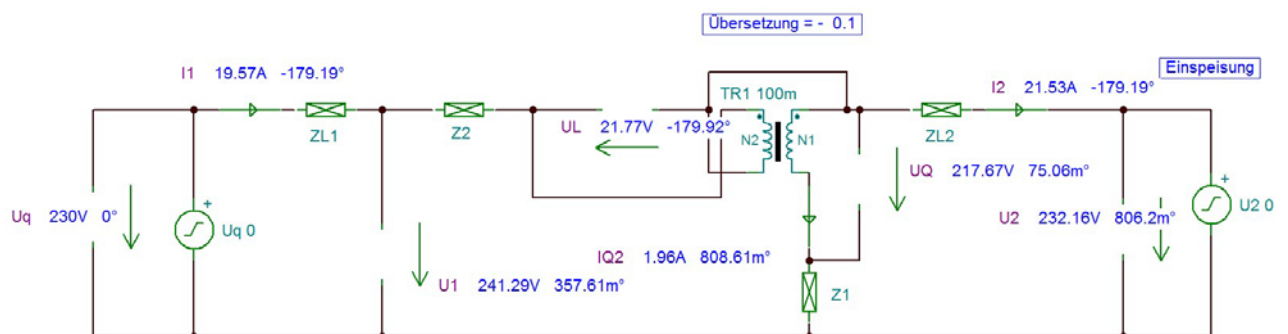 Übersetzung = - 0.1
I1 19.57A -179.19°
I2 21.53A -179.19°
Einspeisung
TR1 100m
ZL1
Z2
UL 21.77V -179.92°
N2
N1
ZL2
UQ 217.67V 75.06m°
Uq 230V 0°
Uq 0
U2 232.16V 806.2m°
U2 0
IQ2 1.96A 808.61m°
U1 241.29V 357.61m°
Z1